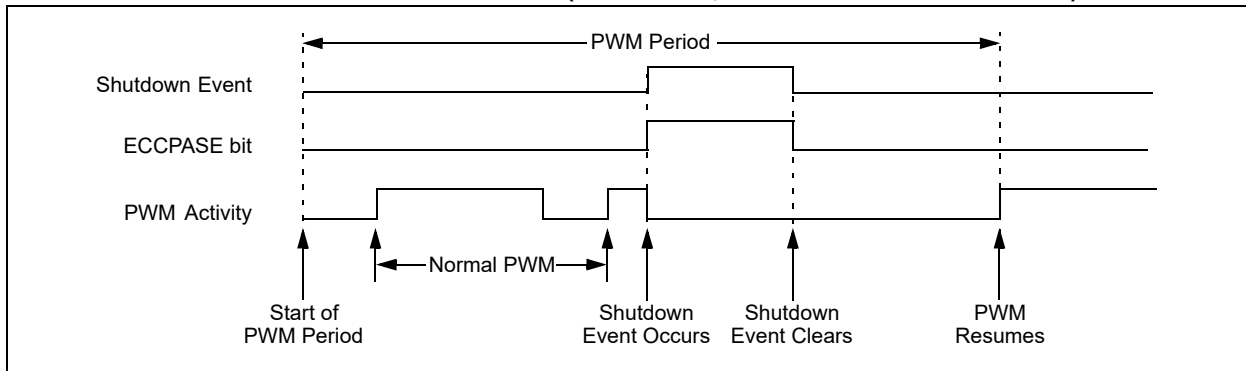 PWM Period
Shutdown Event
ECCPASE bit
PWM Activity
Normal PWM
Start of
PWM Period
Shutdown
Event Occurs
Shutdown
Event Clears
PWM
Resumes